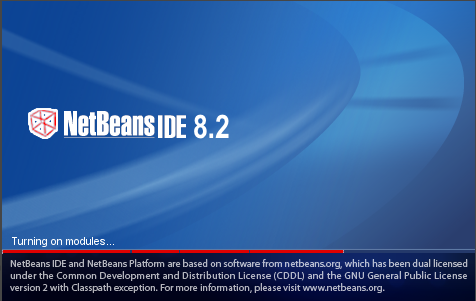 NetBeans IDE 8.2
Turning on modules...
NetBeans IDE and NetBeans Platform are based on software from netbeans.org, which has been dual licensed
under the Common Development and Distribution License (CDDL) and the GNU General Public License
version 2 with Classpath exception. For more information, please visit www.netbeans.org.